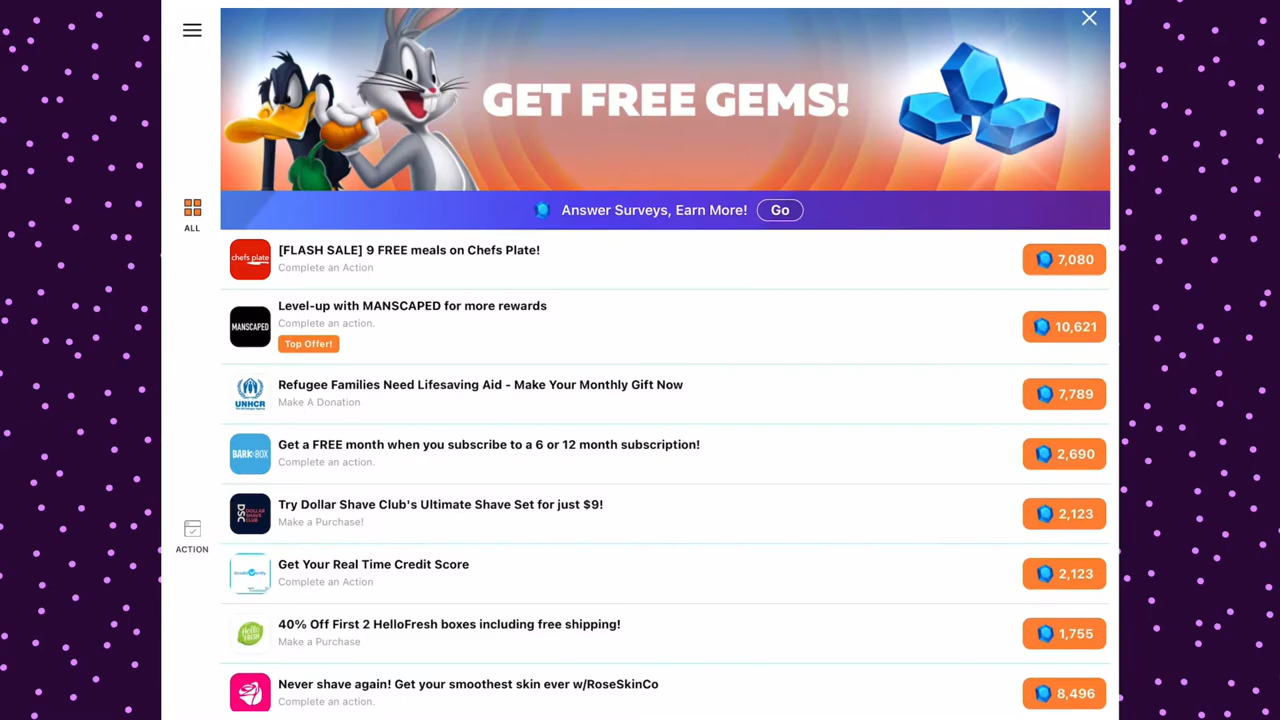 GET FREE GEMS!
Answer Surveys, Earn More! Go
ALL
chefs plate
[FLASH SALE] 9 FREE meals on Chefs Plate!
Complete an Action
7,080
MANSCAPED
Level-up with MANSCAPED for more rewards
Complete an action.
Top Offer!
10,621
UNHCR
Refugee Families Need Lifesaving Aid - Make Your Monthly Gift Now
Make A Donation
7,789
BARK BOX
Get a FREE month when you subscribe to a 6 or 12 month subscription!
Complete an action.
2,690
DSC DOLLAR SHAVE CLUB
Try Dollar Shave Club's Ultimate Shave Set for just $9!
Make a Purchase!
2,123
ACTION
Get Your Real Time Credit Score
Complete an Action
2,123
Hello FRESH
40% Off First 2 HelloFresh boxes including free shipping!
Make a Purchase
1,755
Never shave again! Get your smoothest skin ever w/RoseSkinCo
Complete an action.
8,496